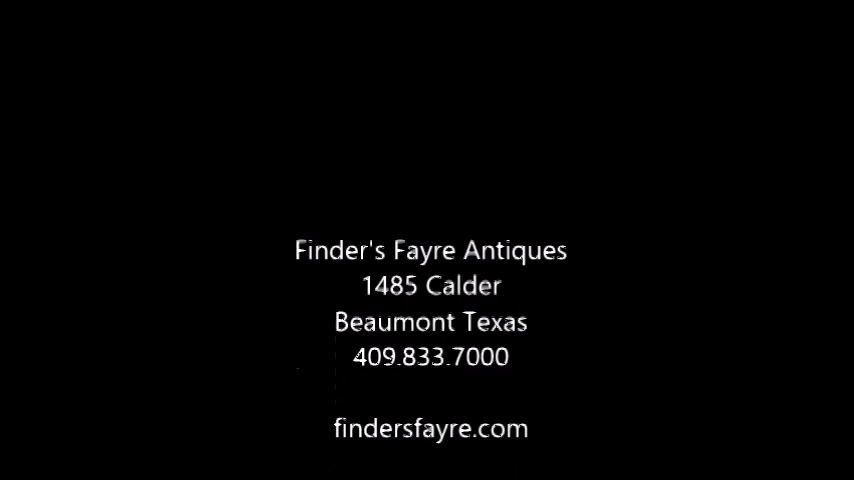 Finder's Fayre Antiques
1485 Calder
Beaumont Texas
409.833.7000
findersfayre.com